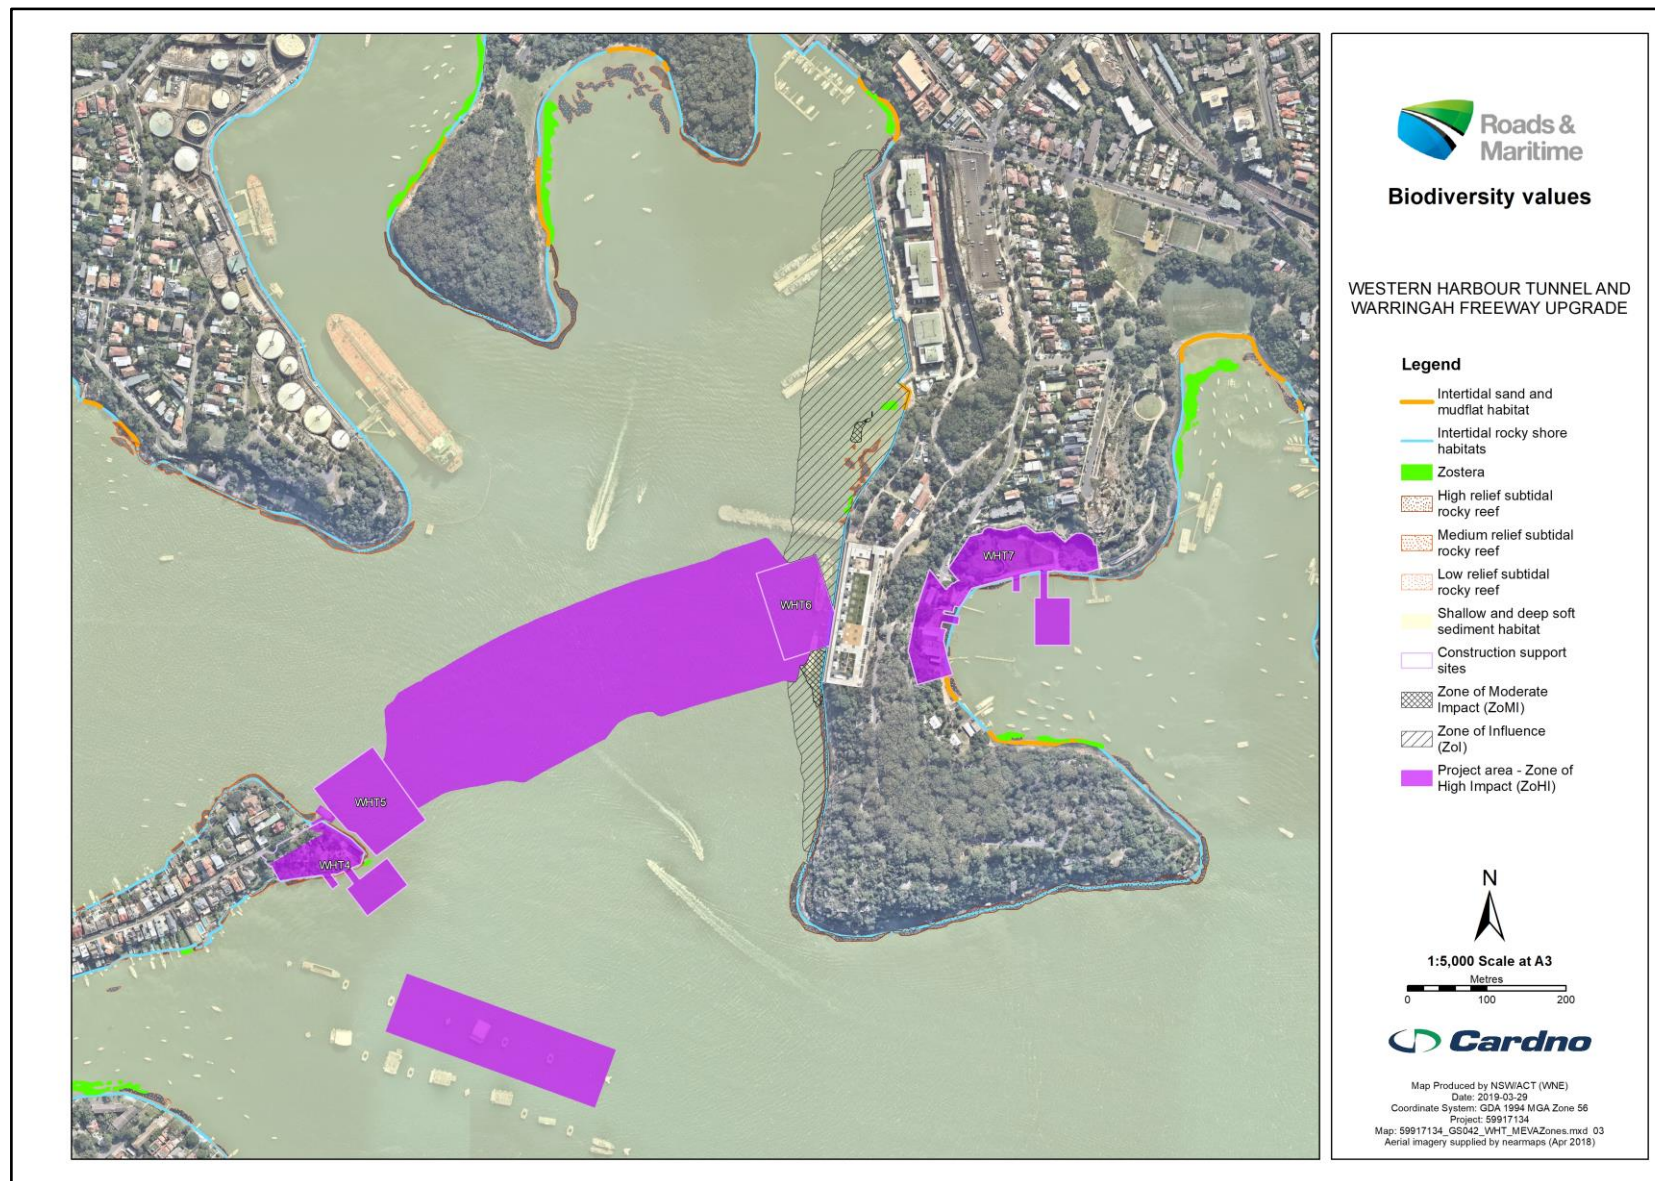 Roads &
Maritime
Biodiversity values
WESTERN HARBOUR TUNNEL AND
WARRINGAH FREEWAY UPGRADE
Legend
Intertidal sand and
mudflat habitat
Intertidal rocky shore
habitats
Zostera
High relief subtidal
rocky reef
Medium relief subtidal
rocky reef
Low relief subtidal
rocky reef
Shallow and deep soft
sediment habitat
Construction support
sites
Zone of Moderate
Impact (ZoMI)
Zone of Influence
(ZoI)
Project area - Zone of
High Impact (ZoHI)
WHT7
WHT6
WHT5
WHT4
N
1:5,000 Scale at A3
Metres
0 100 200
Cardno
Map Produced by NSW/ACT (WNE)
Date: 2019-03-29
Coordinate System: GDA 1994 MGA Zone 56
Project: 59917134
Map: 59917134_GS042_WHT_MEVAZones.mxd 03
Aerial imagery supplied by nearmaps (Apr 2018)